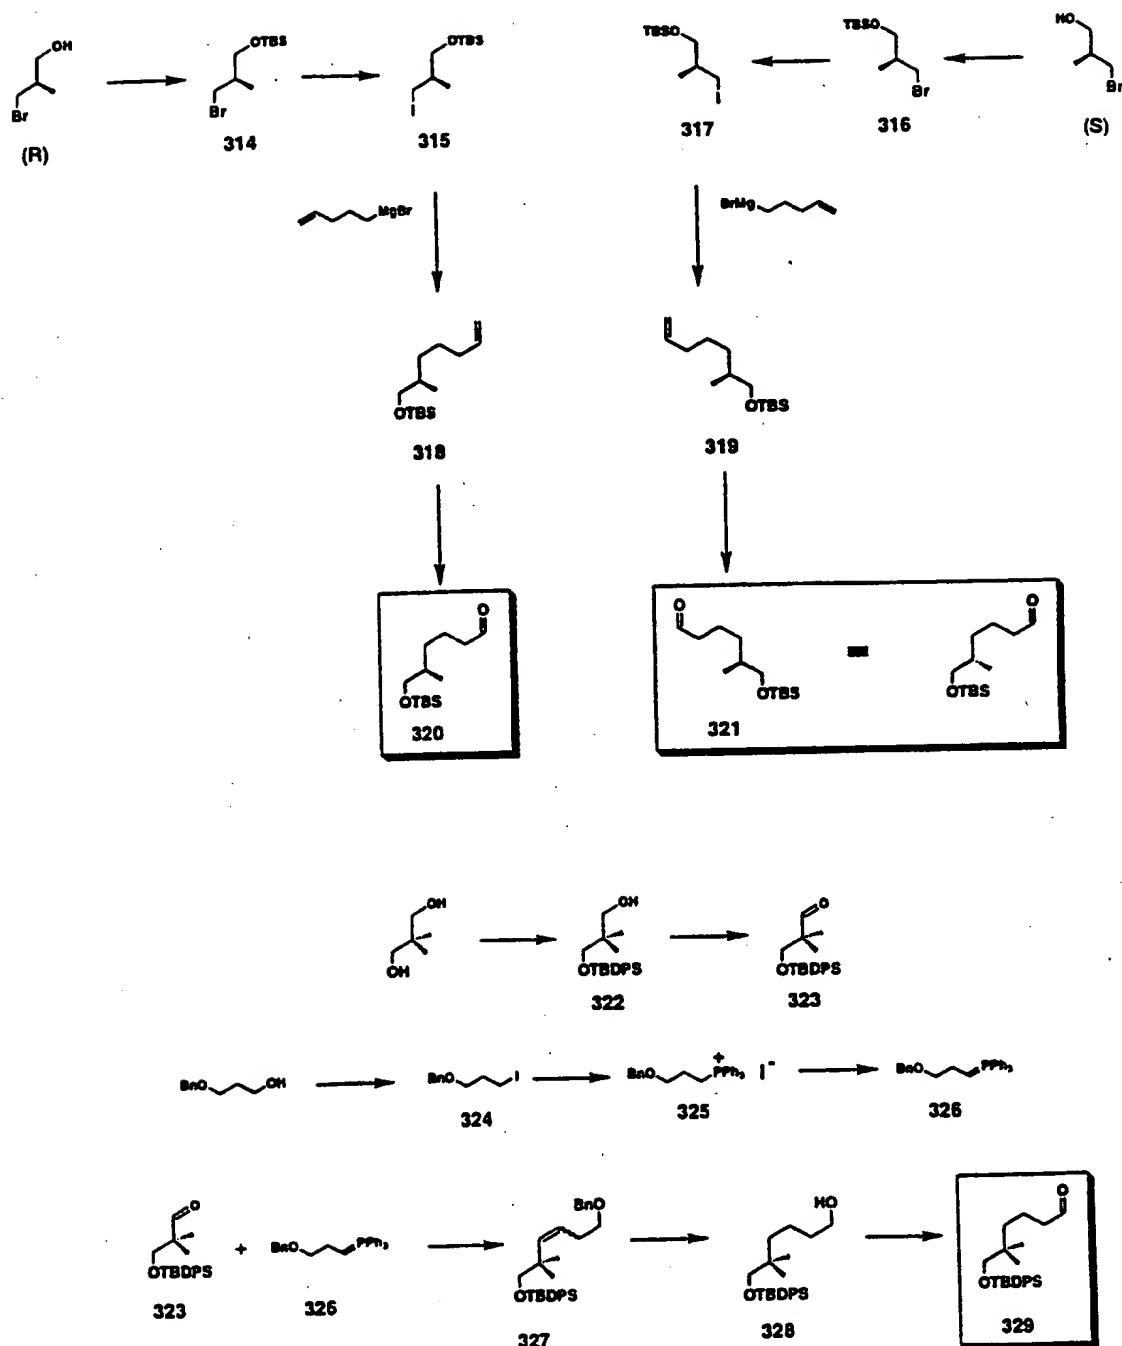 OH
Br
(R)
OTBS
Br
314
OTBS
I
315
TBSO
I
317
TBSO
Br
316
HO
Br
(S)
MgBr
BrMg
OTBS
318
OTBS
319
O
OTBS
320
O
OTBS
321
≡
O
OTBS
OH
OH
OH
OTBDPS
322
O
OTBDPS
323
BnO
OH
BnO
I
324
BnO
+
PPh3
I-
325
BnO
PPh3
326
O
OTBDPS
323
+
BnO
PPh3
326
BnO
OTBDPS
327
HO
OTBDPS
328
O
OTBDPS
329